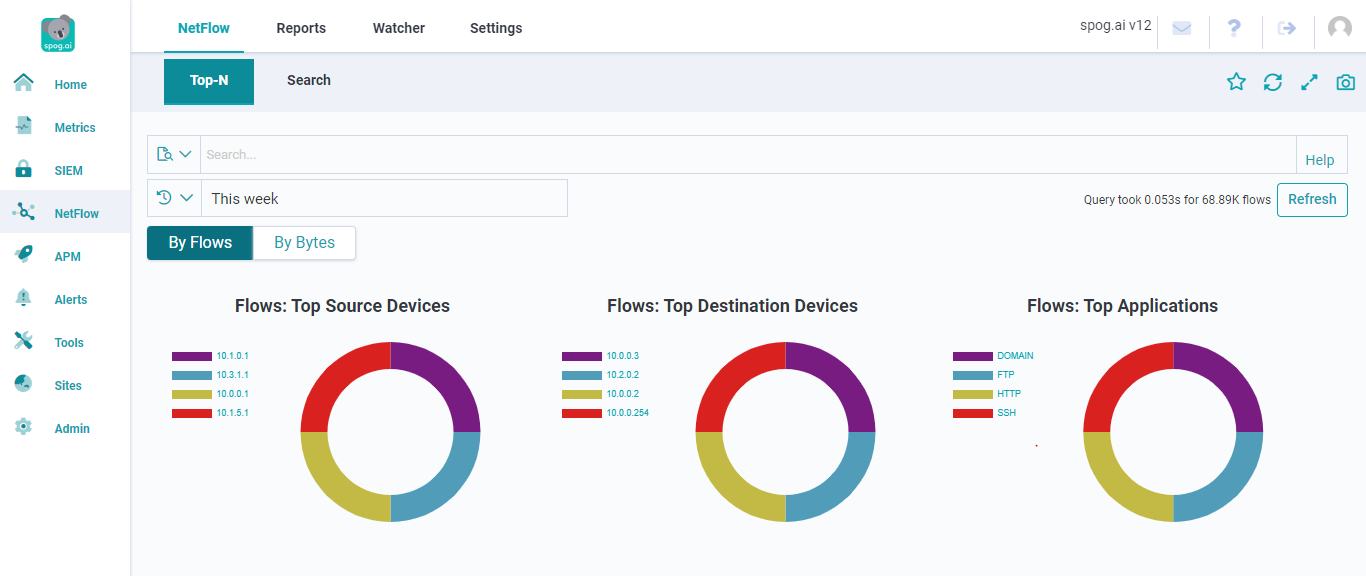 spog.ai
Home
Metrics
SIEM
NetFlow
APM
Alerts
Tools
Sites
Admin
NetFlow Reports Watcher Settings spog.ai v12 ?
Top-N Search
Search... Help
This week Query took 0.053s for 68.89K flows Refresh
By Flows By Bytes
Flows: Top Source Devices
10.1.0.1
10.3.1.1
10.0.0.1
10.1.5.1
Flows: Top Destination Devices
10.0.0.3
10.2.0.2
10.0.0.2
10.0.0.254
Flows: Top Applications
DOMAIN
FTP
HTTP
SSH